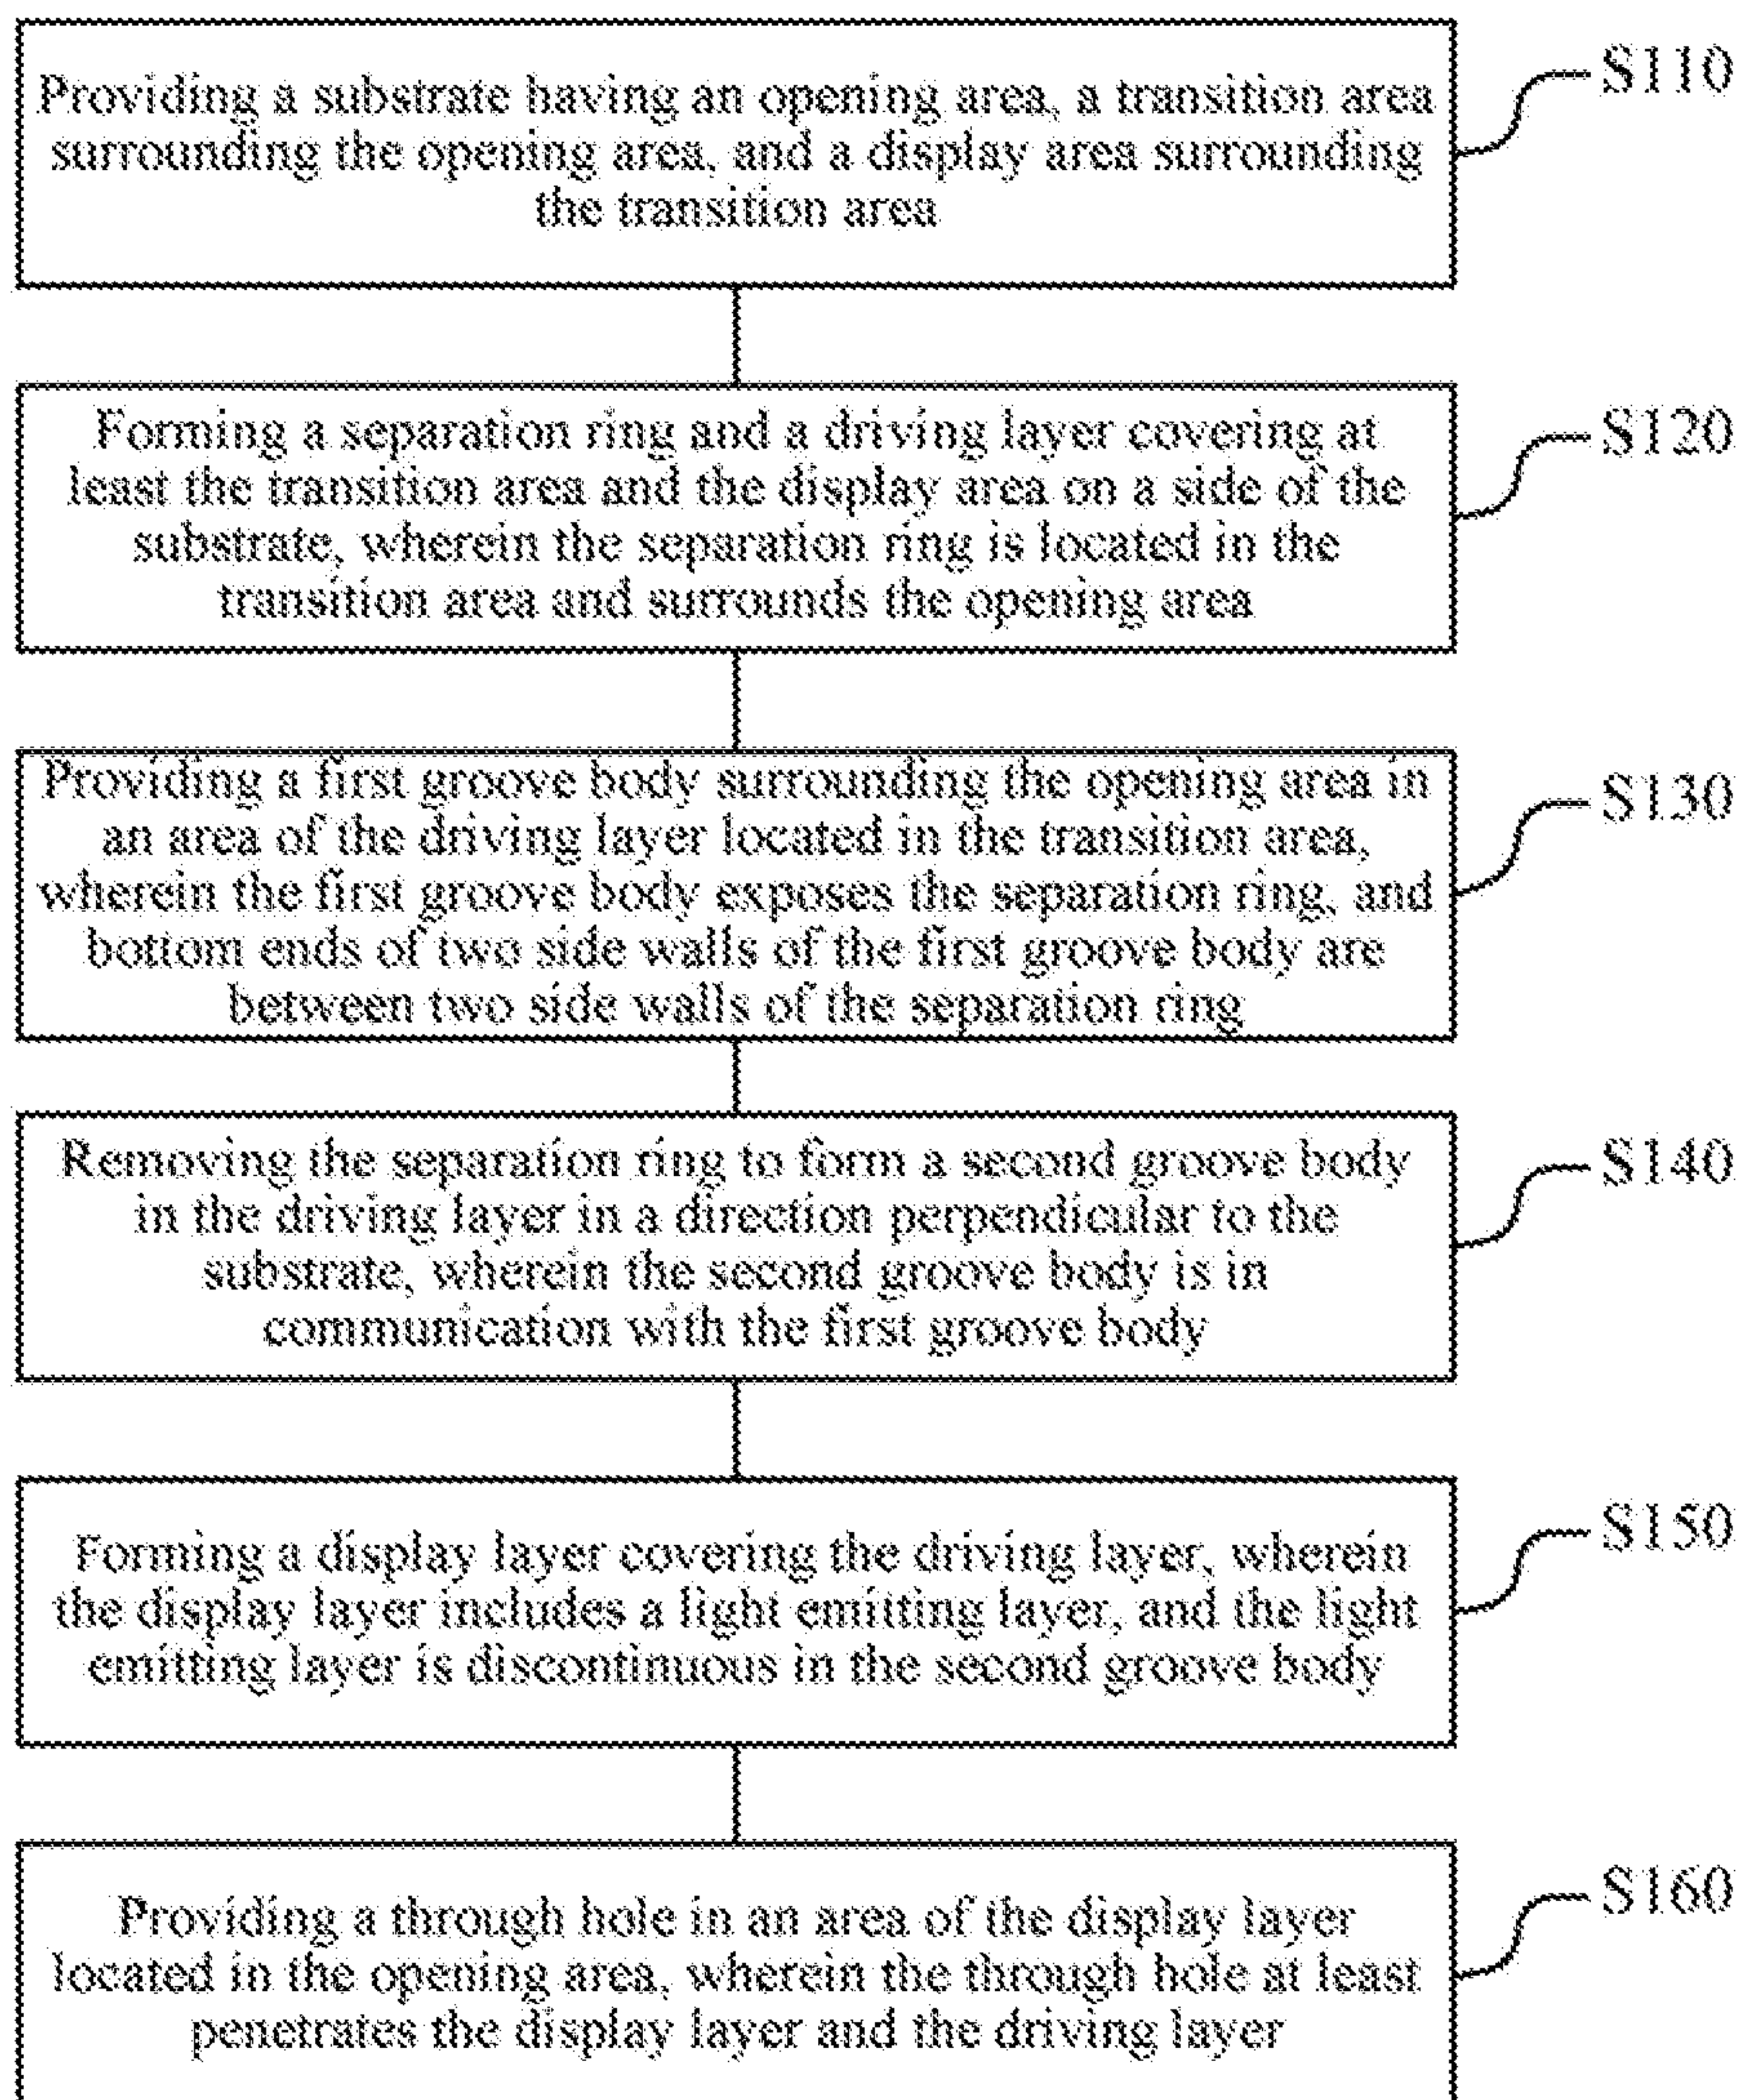 Providing a substrate having an opening area, a transition area
surrounding the opening area, and a display area surrounding
the transition area
S110
Forming a separation ring and a driving layer covering at
least the transition area and the display area on a side of the
substrate, wherein the separation ring is located in the
transition area and surrounds the opening area
S120
Providing a first groove body surrounding the opening area in
an area of the driving layer located in the transition area,
wherein the first groove body exposes the separation ring, and
bottom ends of two side walls of the first groove body are
between two side walls of the separation ring
S130
Removing the separation ring to form a second groove body
in the driving layer in a direction perpendicular to the
substrate, wherein the second groove body is in
communication with the first groove body
S140
Forming a display layer covering the driving layer, wherein
the display layer includes a light emitting layer, and the light
emitting layer is discontinuous in the second groove body
S150
Providing a through hole in an area of the display layer
located in the opening area, wherein the through hole at least
penetrates the display layer and the driving layer
S160